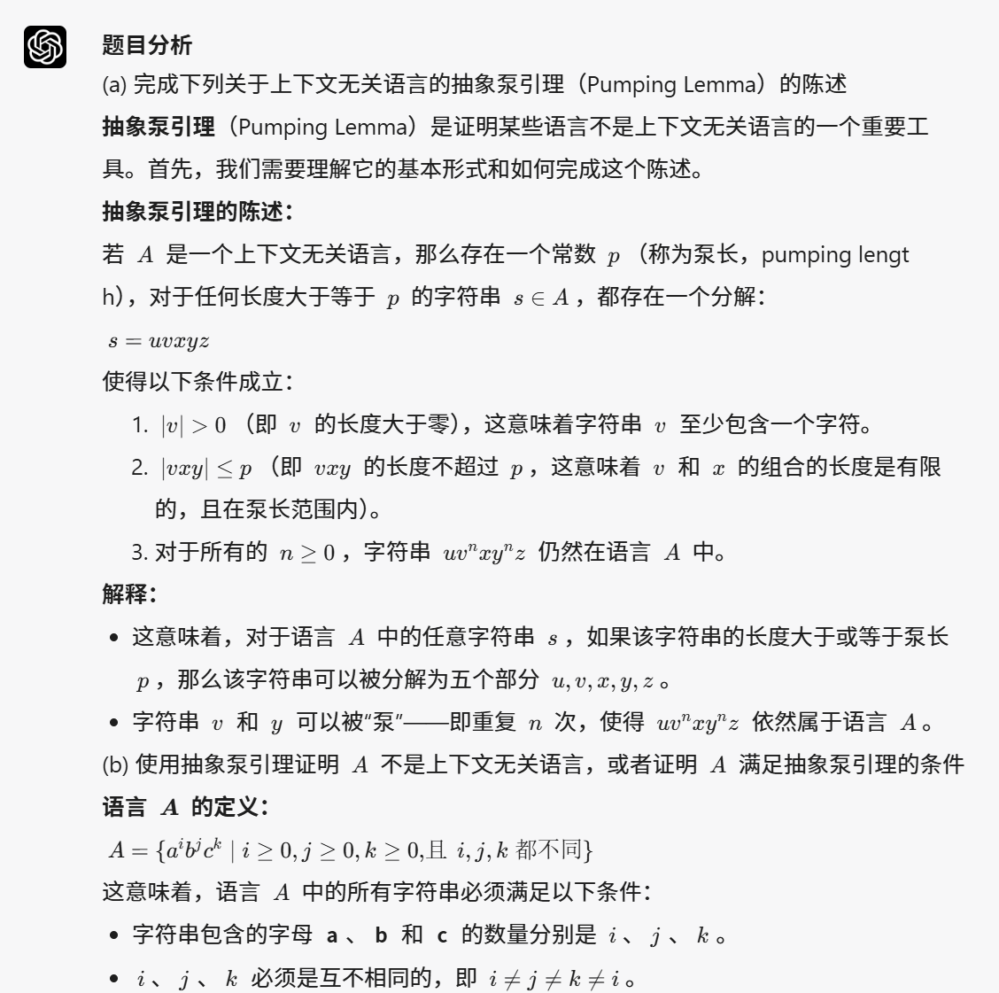 题目分析
(a) 完成下列关于上下文无关语言的抽象泵引理（Pumping Lemma）的陈述
抽象泵引理（Pumping Lemma）是证明某些语言不是上下文无关语言的一个重要工
具。首先，我们需要理解它的基本形式和如何完成这个陈述。
抽象泵引理的陈述：
若 A 是一个上下文无关语言，那么存在一个常数 p （称为泵长，pumping lengt
h），对于任何长度大于等于 p 的字符串 s ∈ A ，都存在一个分解：
s = uvxyz
使得以下条件成立：
1. |v| > 0 （即 v 的长度大于零），这意味着字符串 v 至少包含一个字符。
2. |vxy| ≤ p （即 vxy 的长度不超过 p ，这意味着 v 和 x 的组合的长度是有限
的，且在泵长范围内）。
3. 对于所有的 n ≥ 0 ，字符串 uvⁿxyⁿz 仍然在语言 A 中。
解释：
• 这意味着，对于语言 A 中的任意字符串 s ，如果该字符串的长度大于或等于泵长
p ，那么该字符串可以被分解为五个部分 u, v, x, y, z 。
• 字符串 v 和 y 可以被“泵”——即重复 n 次，使得 uvⁿxyⁿz 依然属于语言 A 。
(b) 使用抽象泵引理证明 A 不是上下文无关语言，或者证明 A 满足抽象泵引理的条件
语言 A 的定义：
A = {aⁱbʲcᵏ | i ≥ 0, j ≥ 0, k ≥ 0,且 i, j, k 都不同}
这意味着，语言 A 中的所有字符串必须满足以下条件：
• 字符串包含的字母 a 、 b 和 c 的数量分别是 i 、 j 、 k 。
• i 、 j 、 k 必须是互不相同的，即 i ≠ j ≠ k ≠ i 。